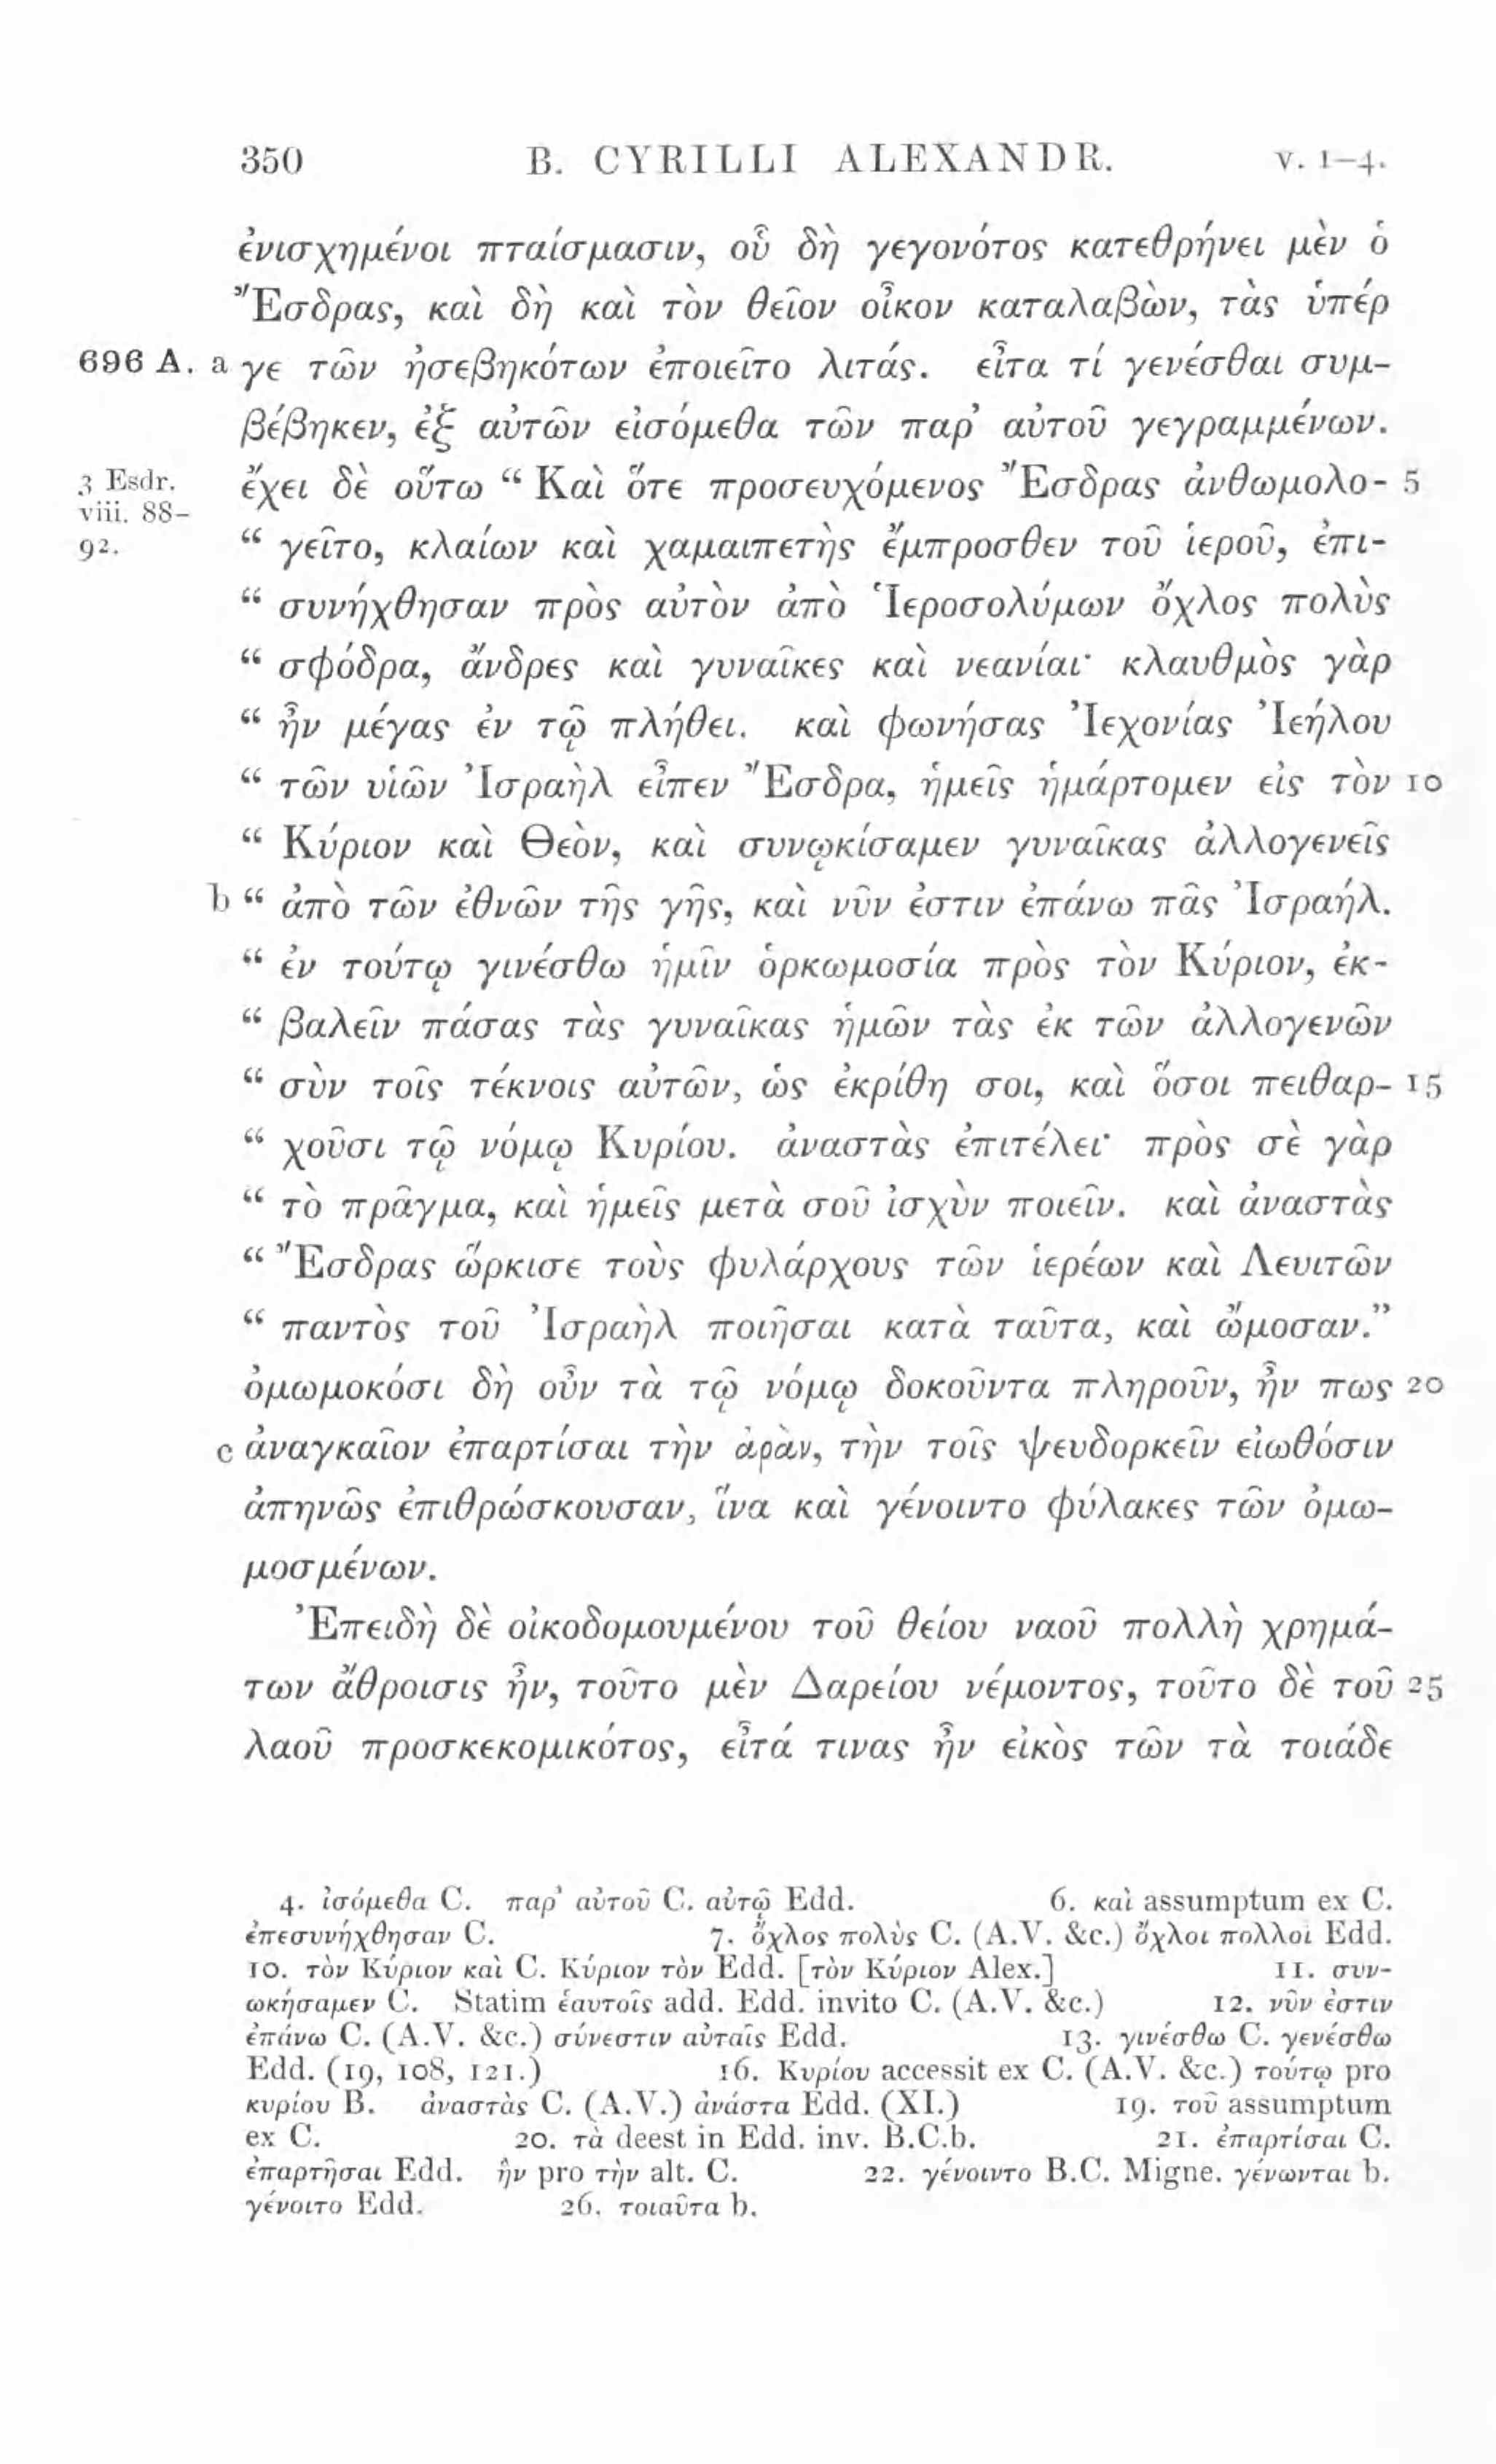 350 B. CYRILLI ALEXANDR. v. 1—4.
ἐνισχημένοι πταίσμασιν, οὗ δὴ γεγονότος κατεθρήνει μὲν ὁ
Ἔσδρας, καὶ δὴ καὶ τὸν θεῖον οἶκον καταλαβὼν, τὰς ὑπέρ
696 A. a γε τῶν ἠσεβηκότων ἐποιεῖτο λιτάς. εἶτα τί γενέσθαι συμ-
βέβηκεν, ἐξ αὐτῶν εἰσόμεθα τῶν παρ’ αὐτοῦ γεγραμμένων.
3 Esdr. viii. 88–92. ἔχει δὲ οὕτω “ Καὶ ὅτε προσευχόμενος Ἔσδρας ἀνθωμολο- 5
“ γεῖτο, κλαίων καὶ χαμαιπετὴς ἔμπροσθεν τοῦ ἱεροῦ, ἐπι-
“ συνήχθησαν πρὸς αὐτὸν ἀπὸ Ἱεροσολύμων ὄχλος πολὺς
“ σφόδρα, ἄνδρες καὶ γυναῖκες καὶ νεανίαι· κλαυθμὸς γὰρ
“ ἦν μέγας ἐν τῷ πλήθει. καὶ φωνήσας Ἰεχονίας Ἰεήλου
“ τῶν υἱῶν Ἰσραὴλ εἶπεν Ἔσδρα, ἡμεῖς ἡμάρτομεν εἰς τὸν 10
“ Κύριον καὶ Θεὸν, καὶ συνῳκίσαμεν γυναῖκας ἀλλογενεῖς
b “ ἀπὸ τῶν ἐθνῶν τῆς γῆς, καὶ νῦν ἐστιν ἐπάνω πᾶς Ἰσραήλ.
“ ἐν τούτῳ γινέσθω ἡμῖν ὁρκωμοσία πρὸς τὸν Κύριον, ἐκ-
“ βαλεῖν πάσας τὰς γυναῖκας ἡμῶν τὰς ἐκ τῶν ἀλλογενῶν
“ σὺν τοῖς τέκνοις αὐτῶν, ὡς ἐκρίθη σοι, καὶ ὅσοι πειθαρ- 15
“ χοῦσι τῷ νόμῳ Κυρίου. ἀναστὰς ἐπιτέλει· πρὸς σὲ γὰρ
“ τὸ πρᾶγμα, καὶ ἡμεῖς μετὰ σοῦ ἰσχὺν ποιεῖν. καὶ ἀναστὰς
“ Ἔσδρας ὥρκισε τοὺς φυλάρχους τῶν ἱερέων καὶ Λευιτῶν
“ παντὸς τοῦ Ἰσραὴλ ποιῆσαι κατὰ ταῦτα, καὶ ὤμοσαν.”
ὀμωμοκόσι δὴ οὖν τὰ τῷ νόμῳ δοκοῦντα πληροῦν, ἦν πως 20
c ἀναγκαῖον ἐπαρτίσαι τὴν ἀρὰν, τὴν τοῖς ψευδορκεῖν εἰωθόσιν
ἀπηνῶς ἐπιθρώσκουσαν, ἵνα καὶ γένοιντο φύλακες τῶν ὀμω-
μοσμένων.
Ἐπειδὴ δὲ οἰκοδομουμένου τοῦ θείου ναοῦ πολλὴ χρημά-
των ἄθροισις ἦν, τοῦτο μὲν Δαρείου νέμοντος, τοῦτο δὲ τοῦ 25
λαοῦ προσκεκομικότος, εἶτά τινας ἦν εἰκὸς τῶν τὰ τοιάδε
4. ἰσόμεθα C. παρ’ αὐτοῦ C. αὐτῷ Edd. 6. καὶ assumptum ex C.
ἐπεσυνήχθησαν C. 7. ὄχλος πολὺς C. (A.V. &c.) ὄχλοι πολλοὶ Edd.
10. τὸν Κύριον καὶ C. Κύριον τὸν Edd. [τὸν Κύριον Alex.] 11. συν-
ωκήσαμεν C. Statim ἑαυτοῖς add. Edd. invito C. (A.V. &c.) 12. νῦν ἐστιν
ἐπάνω C. (A.V. &c.) σύνεστιν αὐταῖς Edd. 13. γινέσθω C. γενέσθω
Edd. (19, 108, 121.) 16. Κυρίου accessit ex C. (A.V. &c.) τούτῳ pro
κυρίου B. ἀναστὰς C. (A.V.) ἀνάστα Edd. (XI.) 19. τοῦ assumptum
ex C. 20. τὰ deest in Edd. inv. B.C.b. 21. ἐπαρτίσαι C.
ἐπαρτῆσαι Edd. ἣν pro τὴν alt. C. 22. γένοιντο B.C. Migne. γένωνται b.
γένοιτο Edd. 26. τοιαῦτα b.